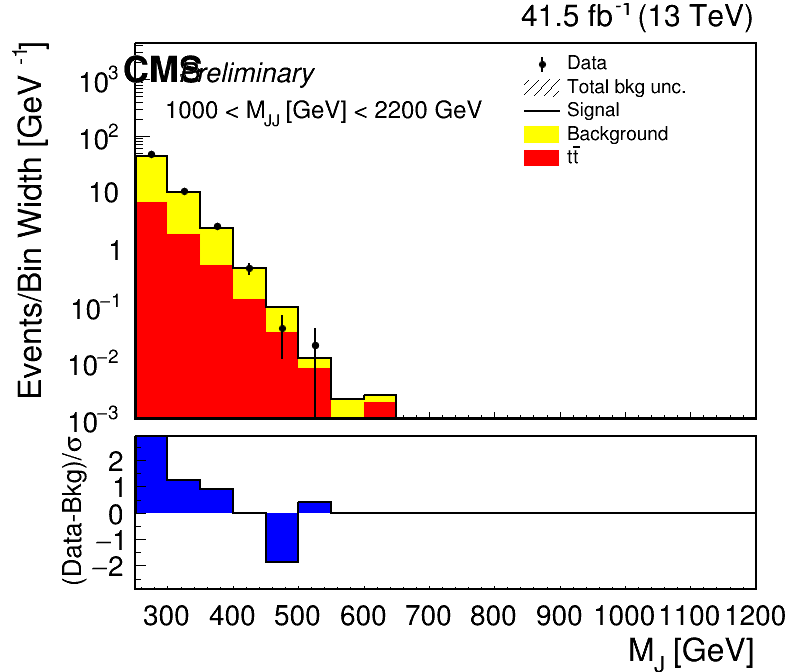 41.5 fb⁻¹ (13 TeV)
CMS Preliminary
1000 < M_JJ [GeV] < 2200 GeV
Data
Total bkg unc.
Signal
Background
tt̅
Events/Bin Width [GeV⁻¹]
10³
10²
10
1
10⁻¹
10⁻²
10⁻³
(Data-Bkg)/σ
2
1
0
−1
−2
300 400 500 600 700 800 900 1000 1100 1200
M_J [GeV]